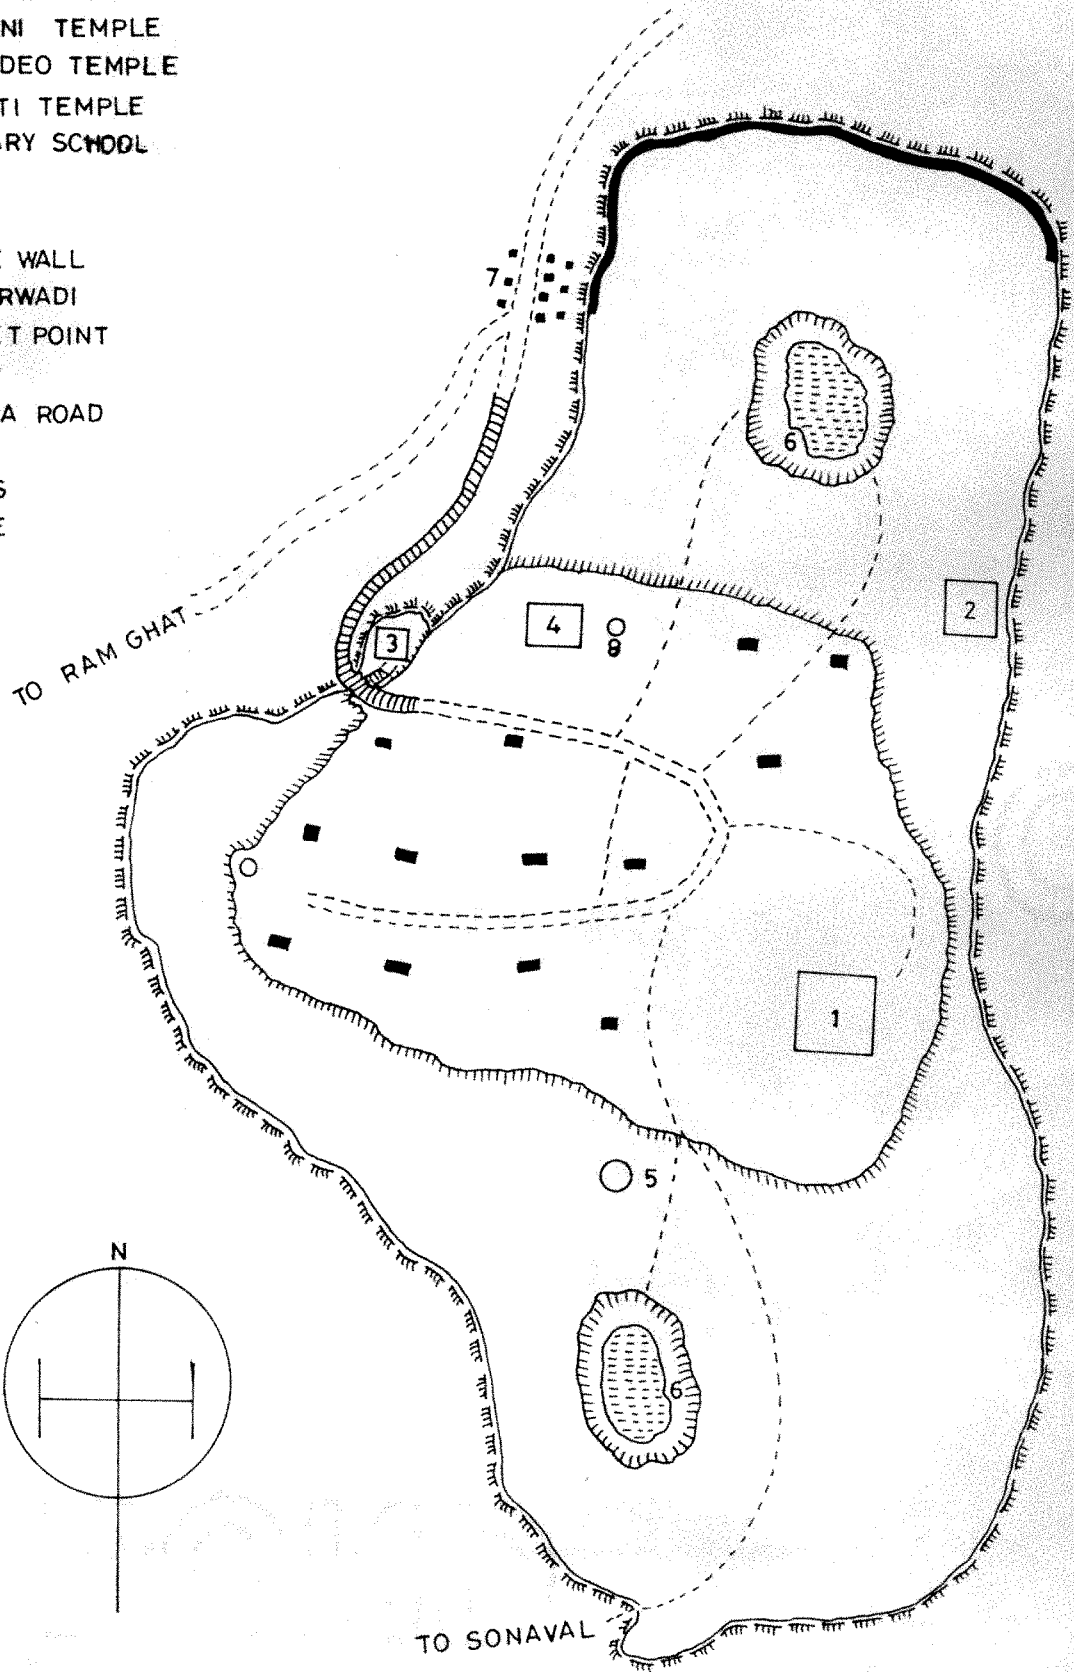 NI TEMPLE
DEO TEMPLE
TI TEMPLE
ARY SCHOOL
E WALL
RWADI
ET POINT
A ROAD
S
E
7
6
2
4
8
3
TO RAM GHAT
1
5
N
6
TO SONAVAL